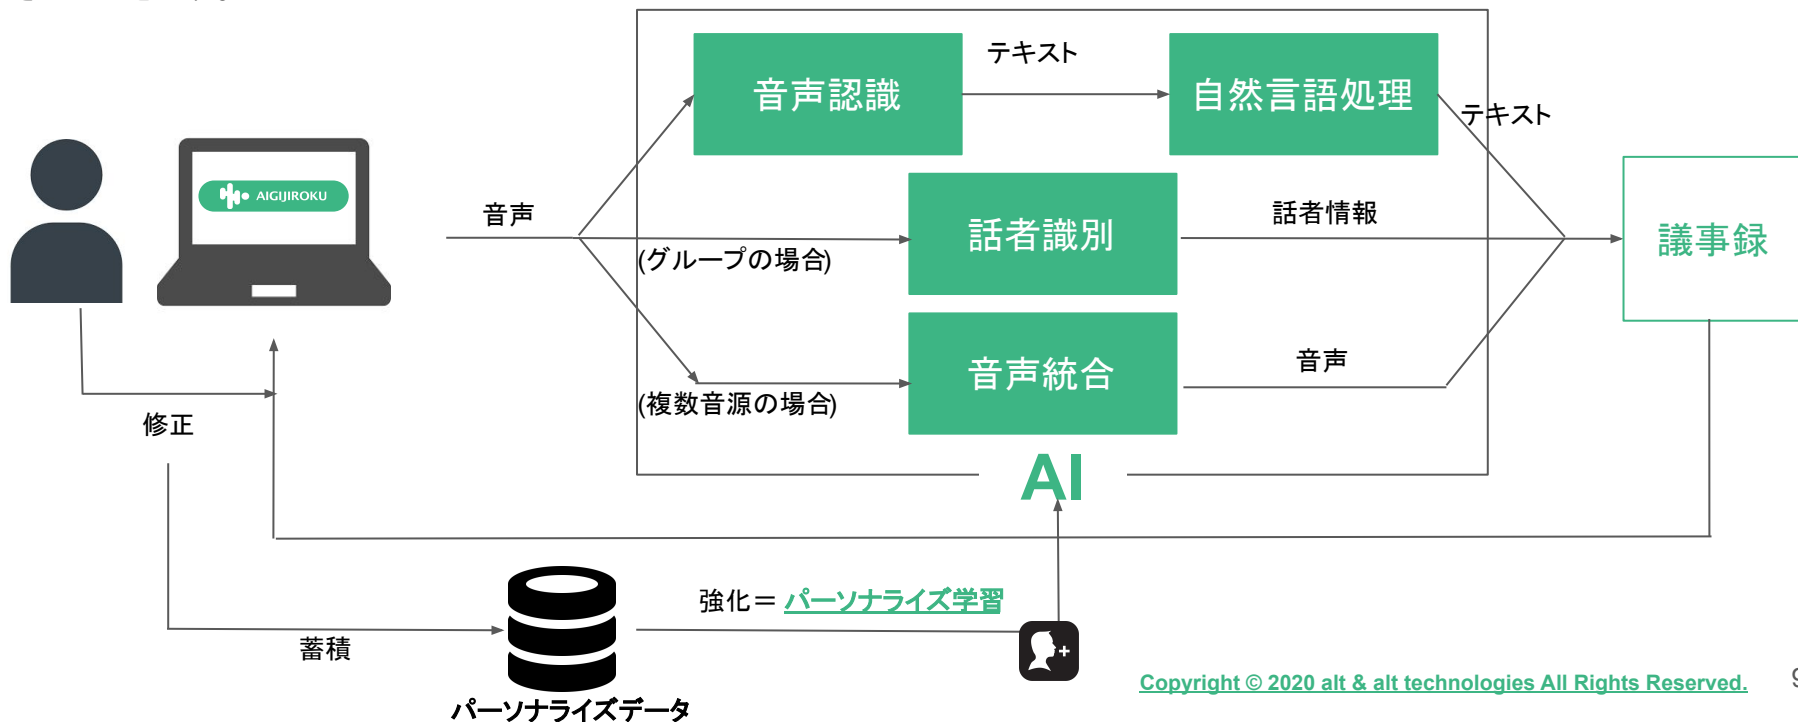 音声認識
テキスト
自然言語処理
テキスト
AIGIJIROKU
音声
(グループの場合)
話者識別
話者情報
議事録
(複数音源の場合)
音声統合
音声
AI
修正
蓄積
強化＝ パーソナライズ学習
パーソナライズデータ
Copyright © 2020 alt & alt technologies All Rights Reserved.
9